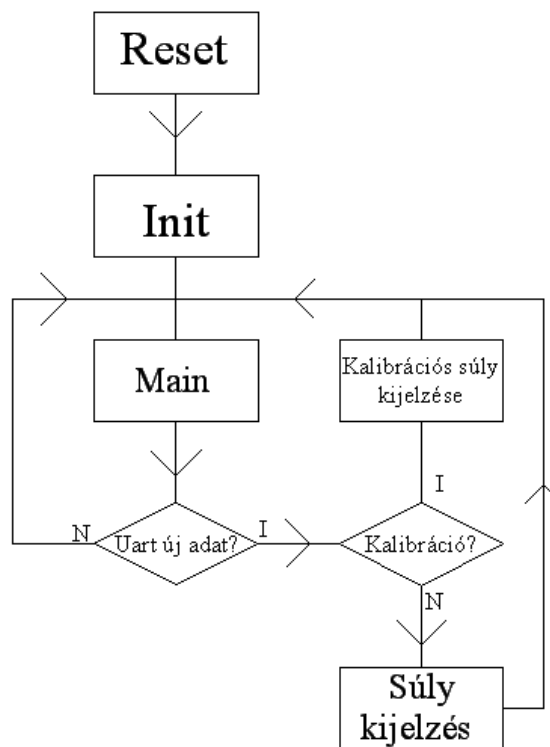 Reset
Init
Main
Kalibrációs súly
kijelzése
N
Uart új adat?
I
Kalibráció?
I
N
Súly
kijelzés